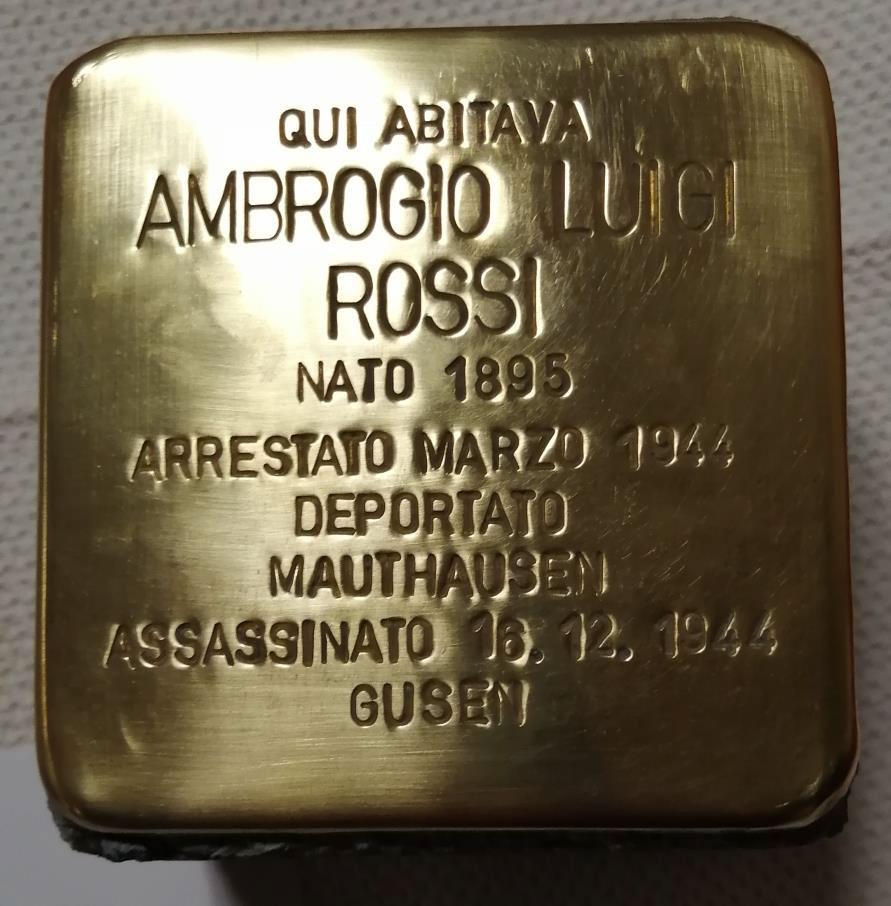 QUI ABITAVA
AMBROGIO LUIGI
ROSSI
NATO 1895
ARRESTATO MARZO 1944
DEPORTATO
MAUTHAUSEN
ASSASSINATO 16. 12. 1944
GUSEN